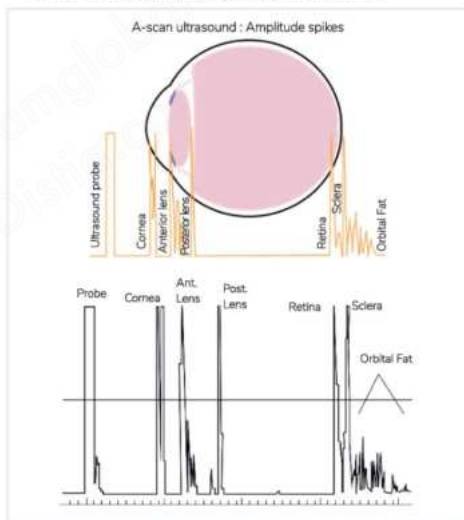 A-scan ultrasound : Amplitude spikes
Ultrasound probe
Cornea
Anterior lens
Posterior lens
Retina
Sclera
Orbital Fat
Probe
Cornea
Ant.
Lens
Post.
Lens
Retina
Sclera
Orbital Fat